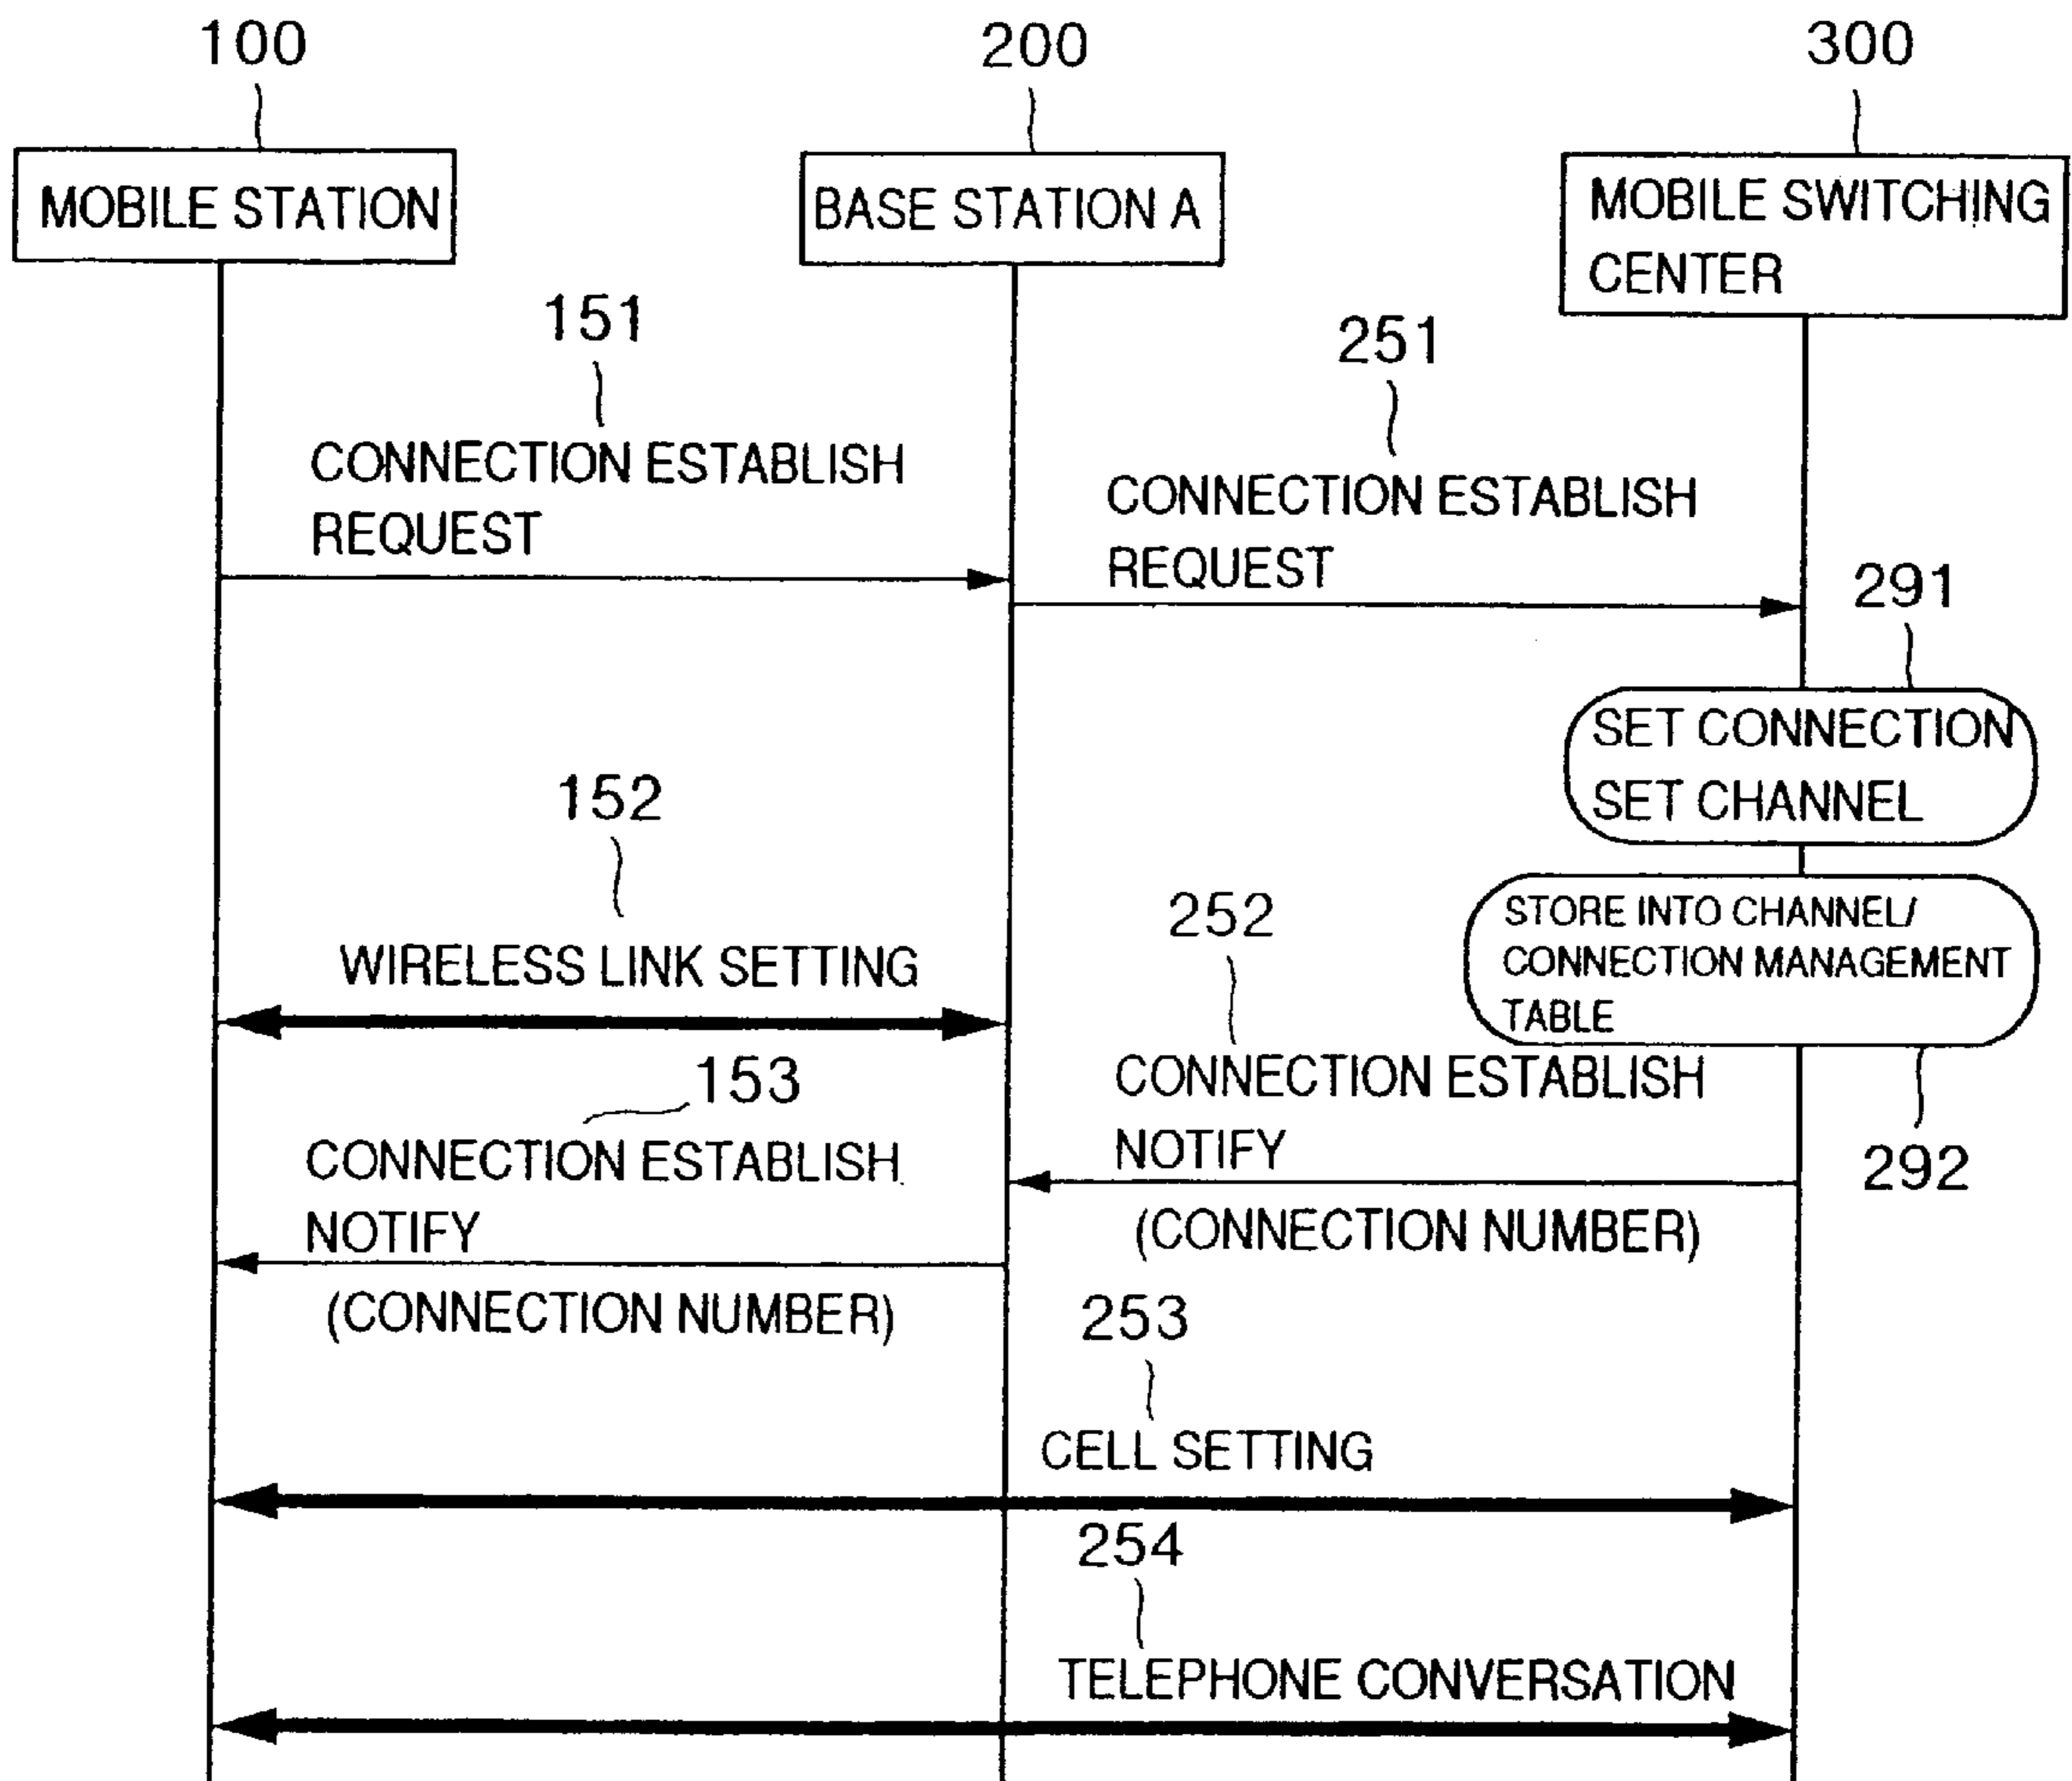 100
200
300
MOBILE STATION
BASE STATION A
MOBILE SWITCHING
CENTER
151
251
CONNECTION ESTABLISH
REQUEST
CONNECTION ESTABLISH
REQUEST
291
SET CONNECTION
SET CHANNEL
152
WIRELESS LINK SETTING
252
STORE INTO CHANNEL/
CONNECTION MANAGEMENT
TABLE
292
153
CONNECTION ESTABLISH
NOTIFY
(CONNECTION NUMBER)
CONNECTION ESTABLISH
NOTIFY
(CONNECTION NUMBER)
253
CELL SETTING
254
TELEPHONE CONVERSATION